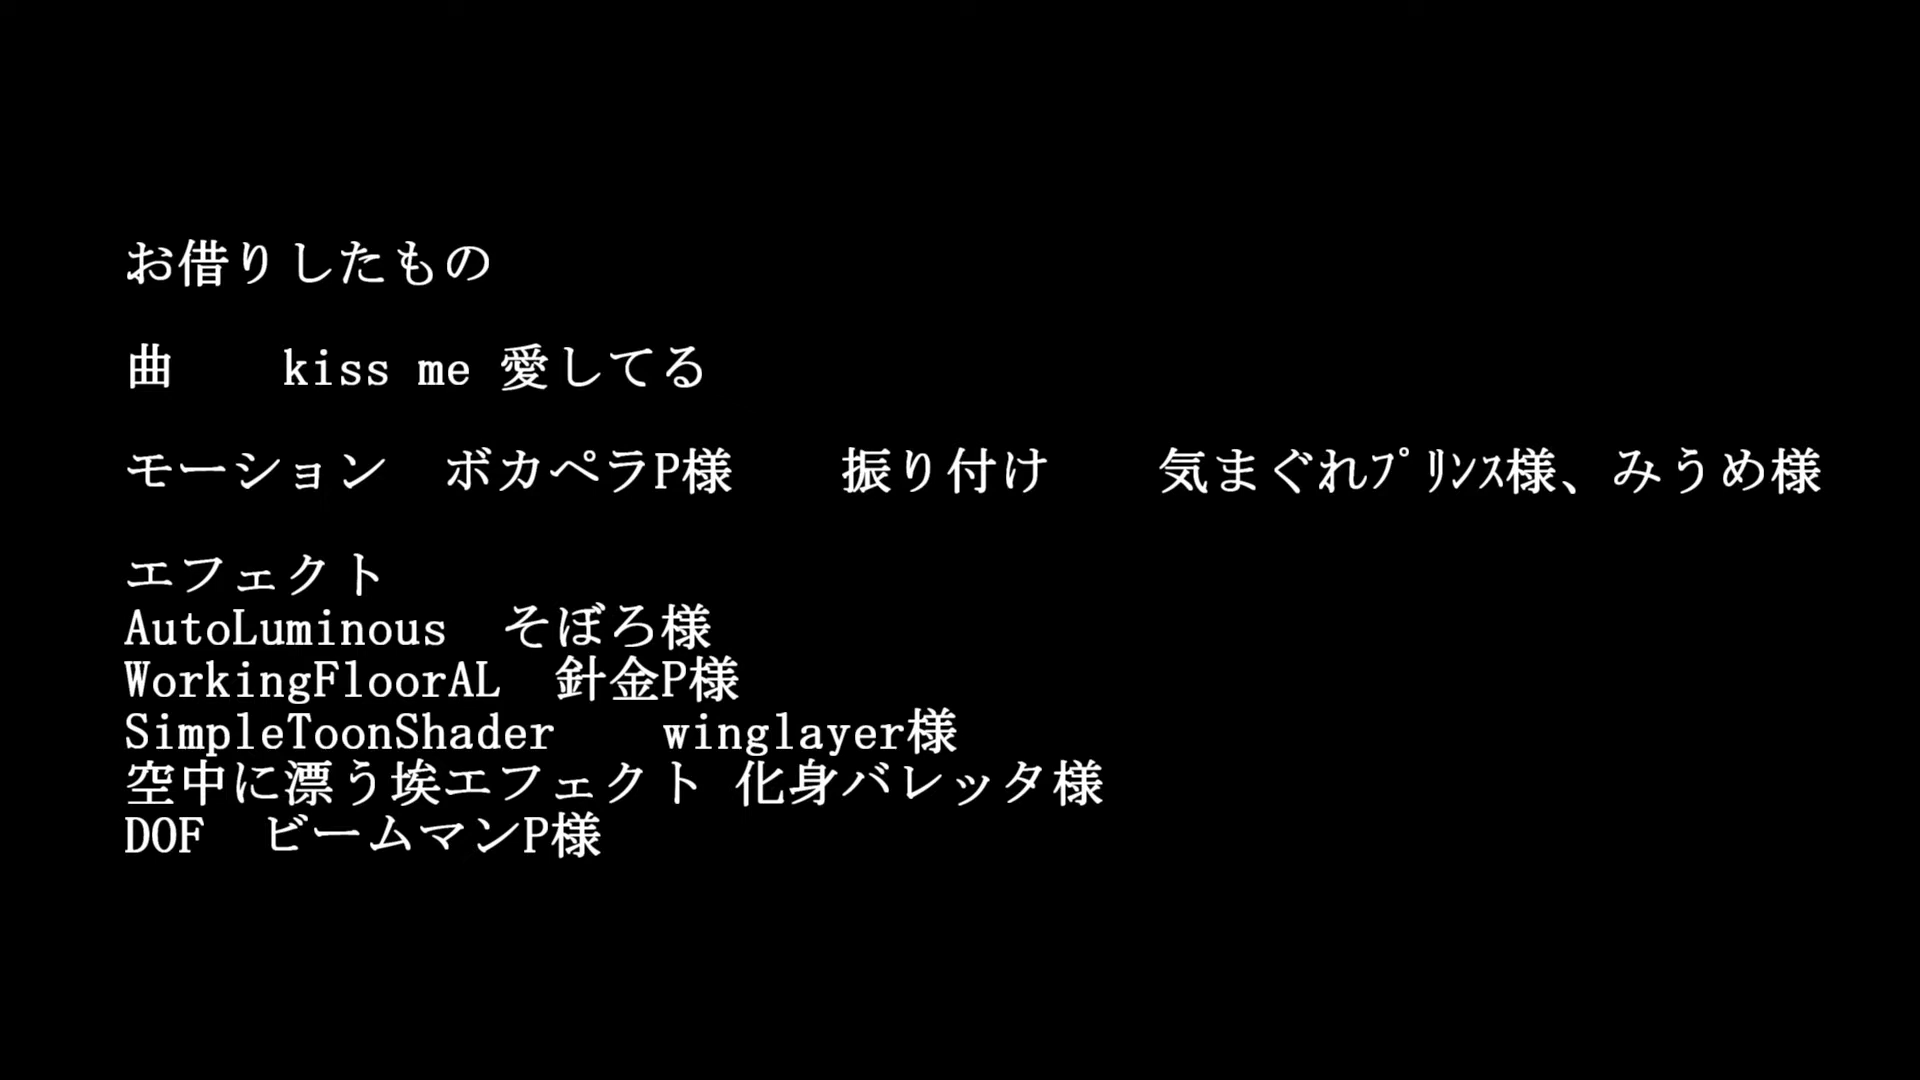 お借りしたもの
曲　　kiss me 愛してる
モーション　ボカペラP様　　振り付け　　気まぐれﾌﾟﾘﾝｽ様、みうめ様
エフェクト
AutoLuminous　そぼろ様
WorkingFloorAL　針金P様
SimpleToonShader　　winglayer様
空中に漂う埃エフェクト 化身バレッタ様
DOF　ビームマンP様